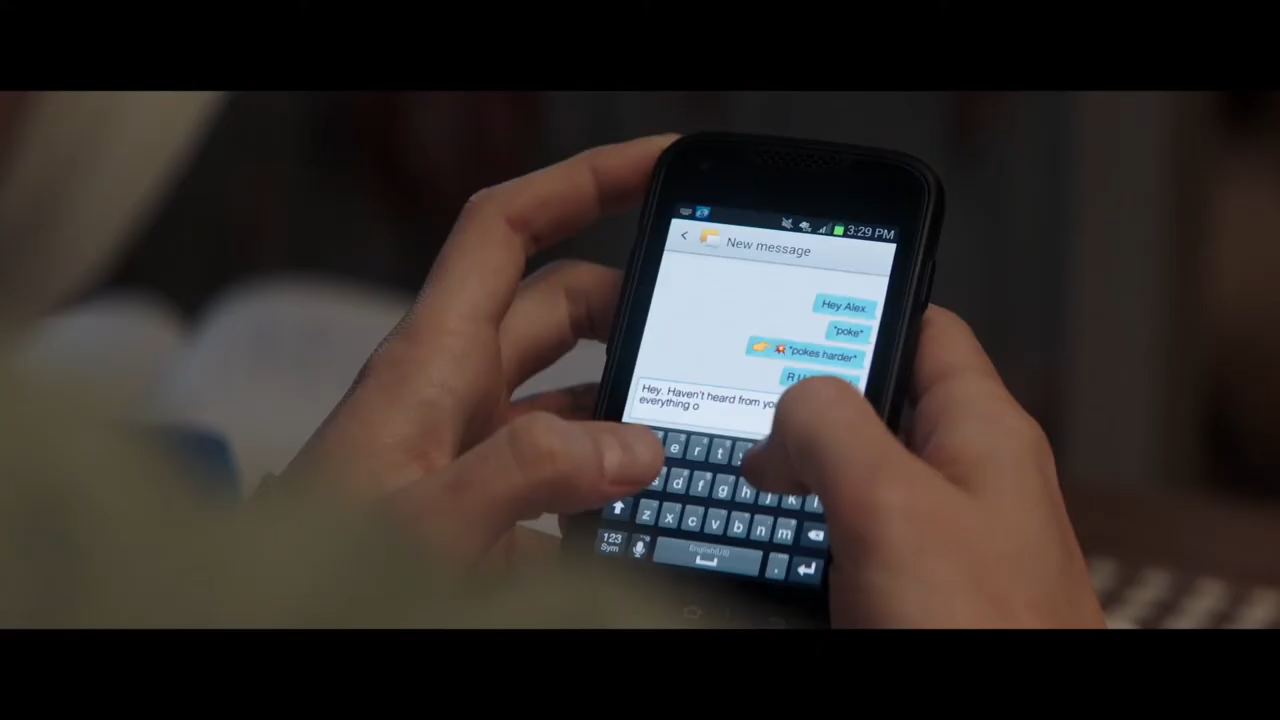 3:29 PM
New message
Hey Alex.
*poke*
*pokes harder*
R U
Hey. Haven't heard from
everything o
e r t
s d f g h j k l
z x c v b n m
123
Sym
English(US)
,